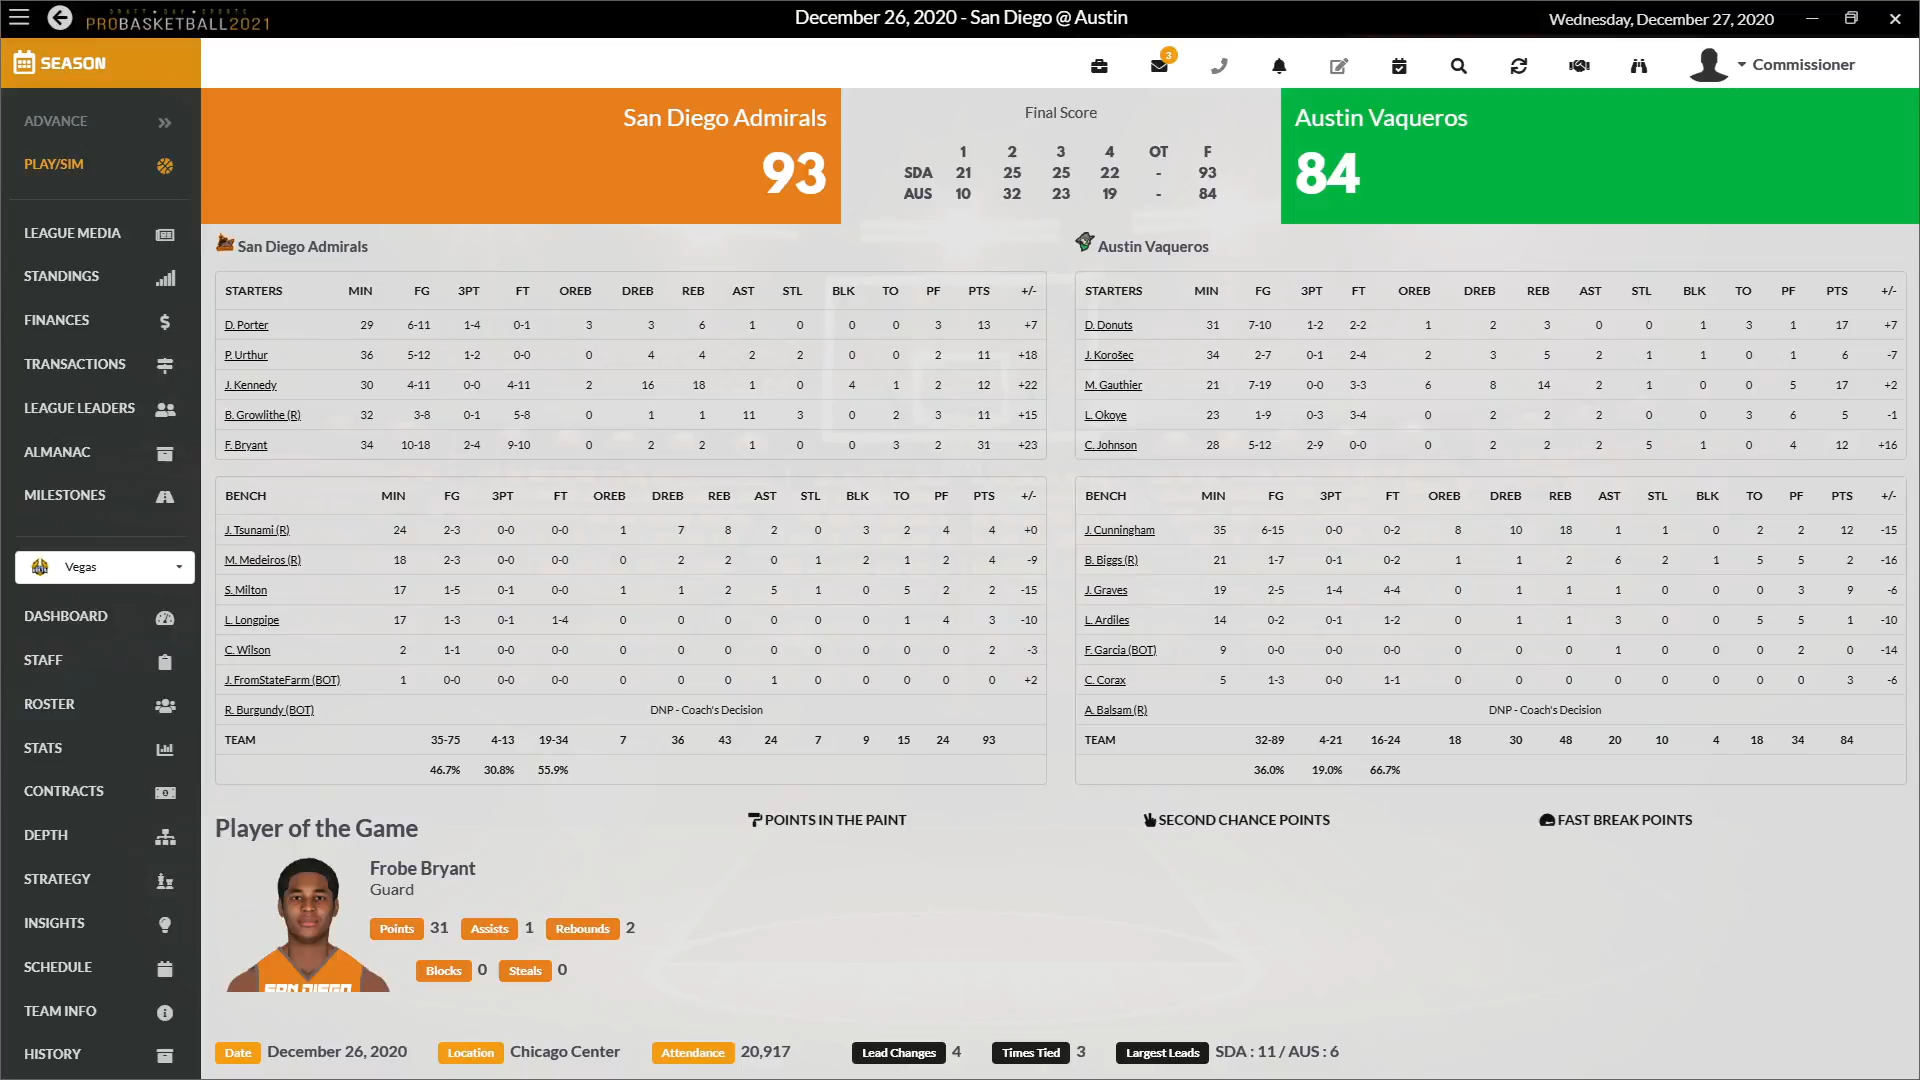 DRAFT DAY SPORTS
PROBASKETBALL2021
December 26, 2020 - San Diego @ Austin
Wednesday, December 27, 2020
SEASON
3
Commissioner
ADVANCE
PLAY/SIM
LEAGUE MEDIA
STANDINGS
FINANCES
TRANSACTIONS
LEAGUE LEADERS
ALMANAC
MILESTONES
Vegas
DASHBOARD
STAFF
ROSTER
STATS
CONTRACTS
DEPTH
STRATEGY
INSIGHTS
SCHEDULE
TEAM INFO
HISTORY
San Diego Admirals
93
Final Score
1 2 3 4 OT F
SDA 21 25 25 22 - 93
AUS 10 32 23 19 - 84
Austin Vaqueros
84
San Diego Admirals
STARTERS MIN FG 3PT FT OREB DREB REB AST STL BLK TO PF PTS +/-
D. Porter 29 6-11 1-4 0-1 3 3 6 1 0 0 0 3 13 +7
P. Urthur 36 5-12 1-2 0-0 0 4 4 2 2 0 0 2 11 +18
J. Kennedy 30 4-11 0-0 4-11 2 16 18 1 0 4 1 2 12 +22
B. Growlithe (R) 32 3-8 0-1 5-8 0 1 1 11 3 0 2 3 11 +15
F. Bryant 34 10-18 2-4 9-10 0 2 2 1 0 0 3 2 31 +23
BENCH MIN FG 3PT FT OREB DREB REB AST STL BLK TO PF PTS +/-
J. Tsunami (R) 24 2-3 0-0 0-0 1 7 8 2 0 3 2 4 4 +0
M. Medeiros (R) 18 2-3 0-0 0-0 0 2 2 0 1 2 1 2 4 -9
S. Milton 17 1-5 0-1 0-0 1 1 2 5 1 0 5 2 2 -15
L. Longpipe 17 1-3 0-1 1-4 0 0 0 0 0 0 1 4 3 -10
C. Wilson 2 1-1 0-0 0-0 0 0 0 0 0 0 0 0 2 -3
J. FromStateFarm (BOT) 1 0-0 0-0 0-0 0 0 0 1 0 0 0 0 0 +2
R. Burgundy (BOT) DNP - Coach's Decision
TEAM 35-75 4-13 19-34 7 36 43 24 7 9 15 24 93
46.7% 30.8% 55.9%
Austin Vaqueros
STARTERS MIN FG 3PT FT OREB DREB REB AST STL BLK TO PF PTS +/-
D. Donuts 31 7-10 1-2 2-2 1 2 3 0 0 1 3 1 17 +7
J. Korošec 34 2-7 0-1 2-4 2 3 5 2 1 1 0 1 6 -7
M. Gauthier 21 7-19 0-0 3-3 6 8 14 2 1 0 0 5 17 +2
L. Okoye 23 1-9 0-3 3-4 0 2 2 2 0 0 3 6 5 -1
C. Johnson 28 5-12 2-9 0-0 0 2 2 2 5 1 0 4 12 +16
BENCH MIN FG 3PT FT OREB DREB REB AST STL BLK TO PF PTS +/-
J. Cunningham 35 6-15 0-0 0-2 8 10 18 1 1 0 2 2 12 -15
B. Biggs (R) 21 1-7 0-1 0-2 1 1 2 6 2 1 5 5 2 -16
J. Graves 19 2-5 1-4 4-4 0 1 1 1 0 0 0 3 9 -6
L. Ardiles 14 0-2 0-1 1-2 0 1 1 3 0 0 5 5 1 -10
F. Garcia (BOT) 9 0-0 0-0 0-0 0 0 0 1 0 0 0 2 0 -14
C. Corax 5 1-3 0-0 1-1 0 0 0 0 0 0 0 0 3 -6
A. Balsam (R) DNP - Coach's Decision
TEAM 32-89 4-21 16-24 18 30 48 20 10 4 18 34 84
36.0% 19.0% 66.7%
Player of the Game
Frobe Bryant
Guard
Points 31 Assists 1 Rebounds 2
Blocks 0 Steals 0
SAN DIEGO
POINTS IN THE PAINT
SECOND CHANCE POINTS
FAST BREAK POINTS
Date December 26, 2020 Location Chicago Center Attendance 20,917 Lead Changes 4 Times Tied 3 Largest Leads SDA : 11 / AUS : 6